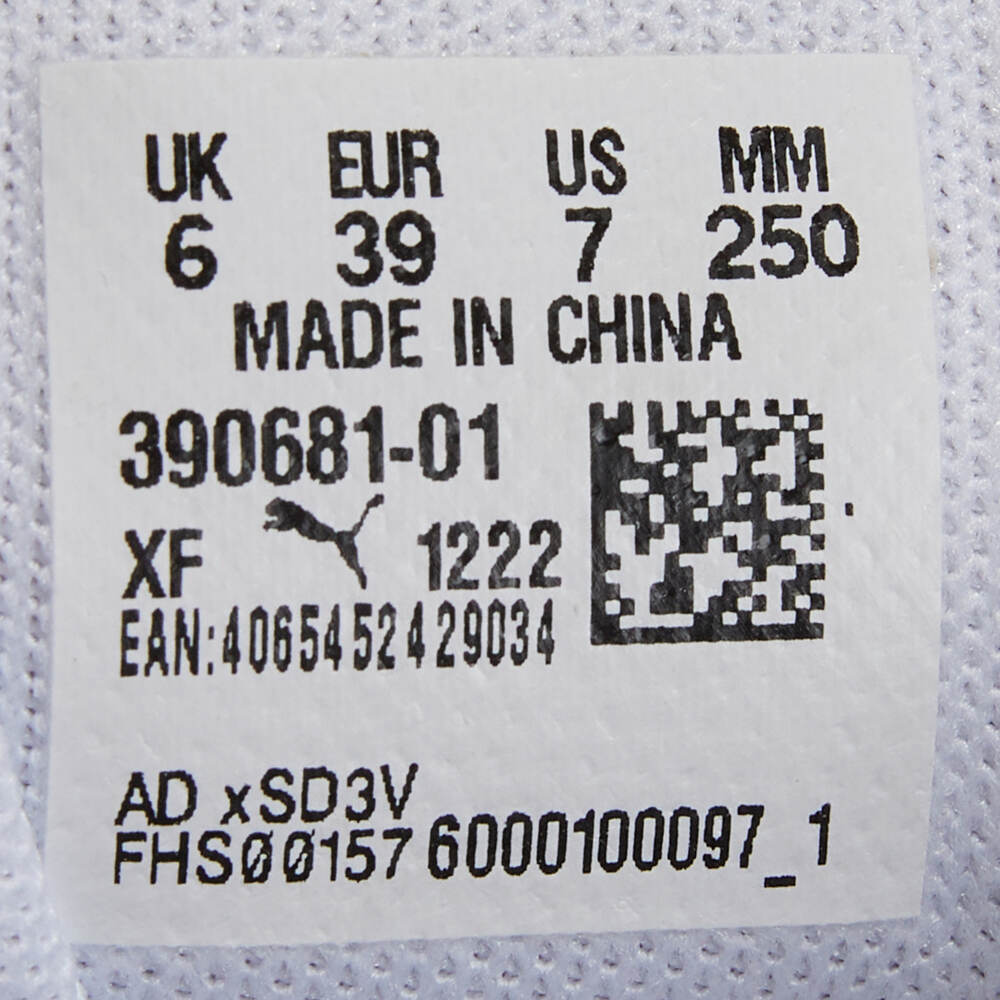 UK EUR US MM
6 39 7 250
MADE IN CHINA
390681-01
XF 1222
EAN:4065452429034
AD xSD3V
FHS00157 6000100097_1